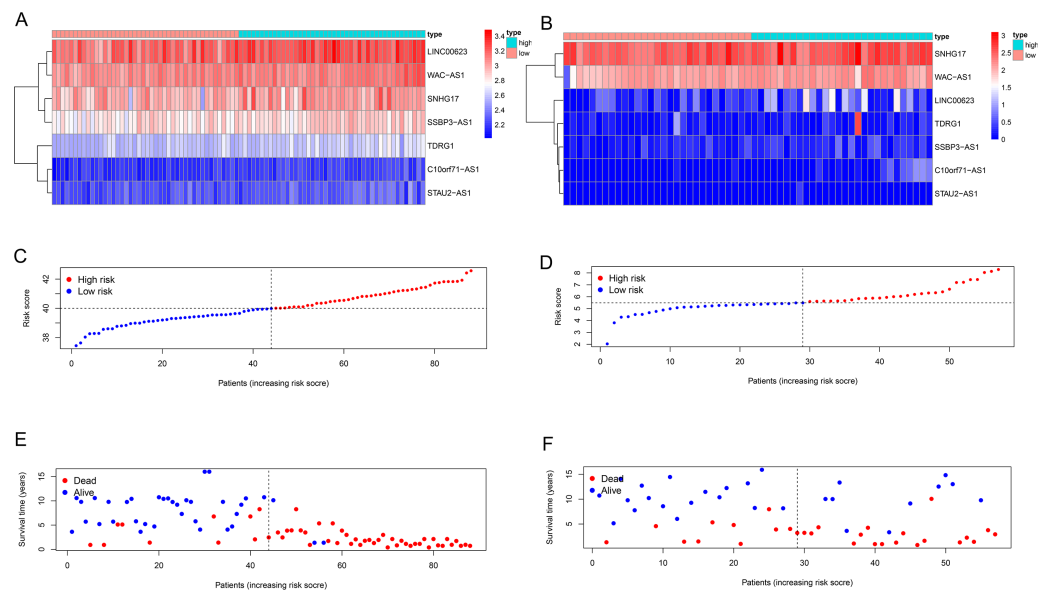 A
type
LINC00623
WAC−AS1
SNHG17
SSBP3−AS1
TDRG1
C10orf71−AS1
STAU2−AS1
3.4
3.2
3
2.8
2.6
2.4
2.2
type
high
low
B
type
SNHG17
WAC−AS1
LINC00623
TDRG1
SSBP3−AS1
C10orf71−AS1
STAU2−AS1
3
2.5
2
1.5
1
0.5
0
type
high
low
C
High risk
Low risk
Risk score
42
40
38
0 20 40 60 80
Patients (increasing risk socre)
D
High risk
Low risk
Risk score
8
7
6
5
4
3
2
0 10 20 30 40 50
Patients (increasing risk socre)
E
Dead
Alive
Survival time (years)
15
10
5
0
0 20 40 60 80
Patients (increasing risk socre)
F
Dead
Alive
Survival time (years)
15
10
5
0 10 20 30 40 50
Patients (increasing risk socre)